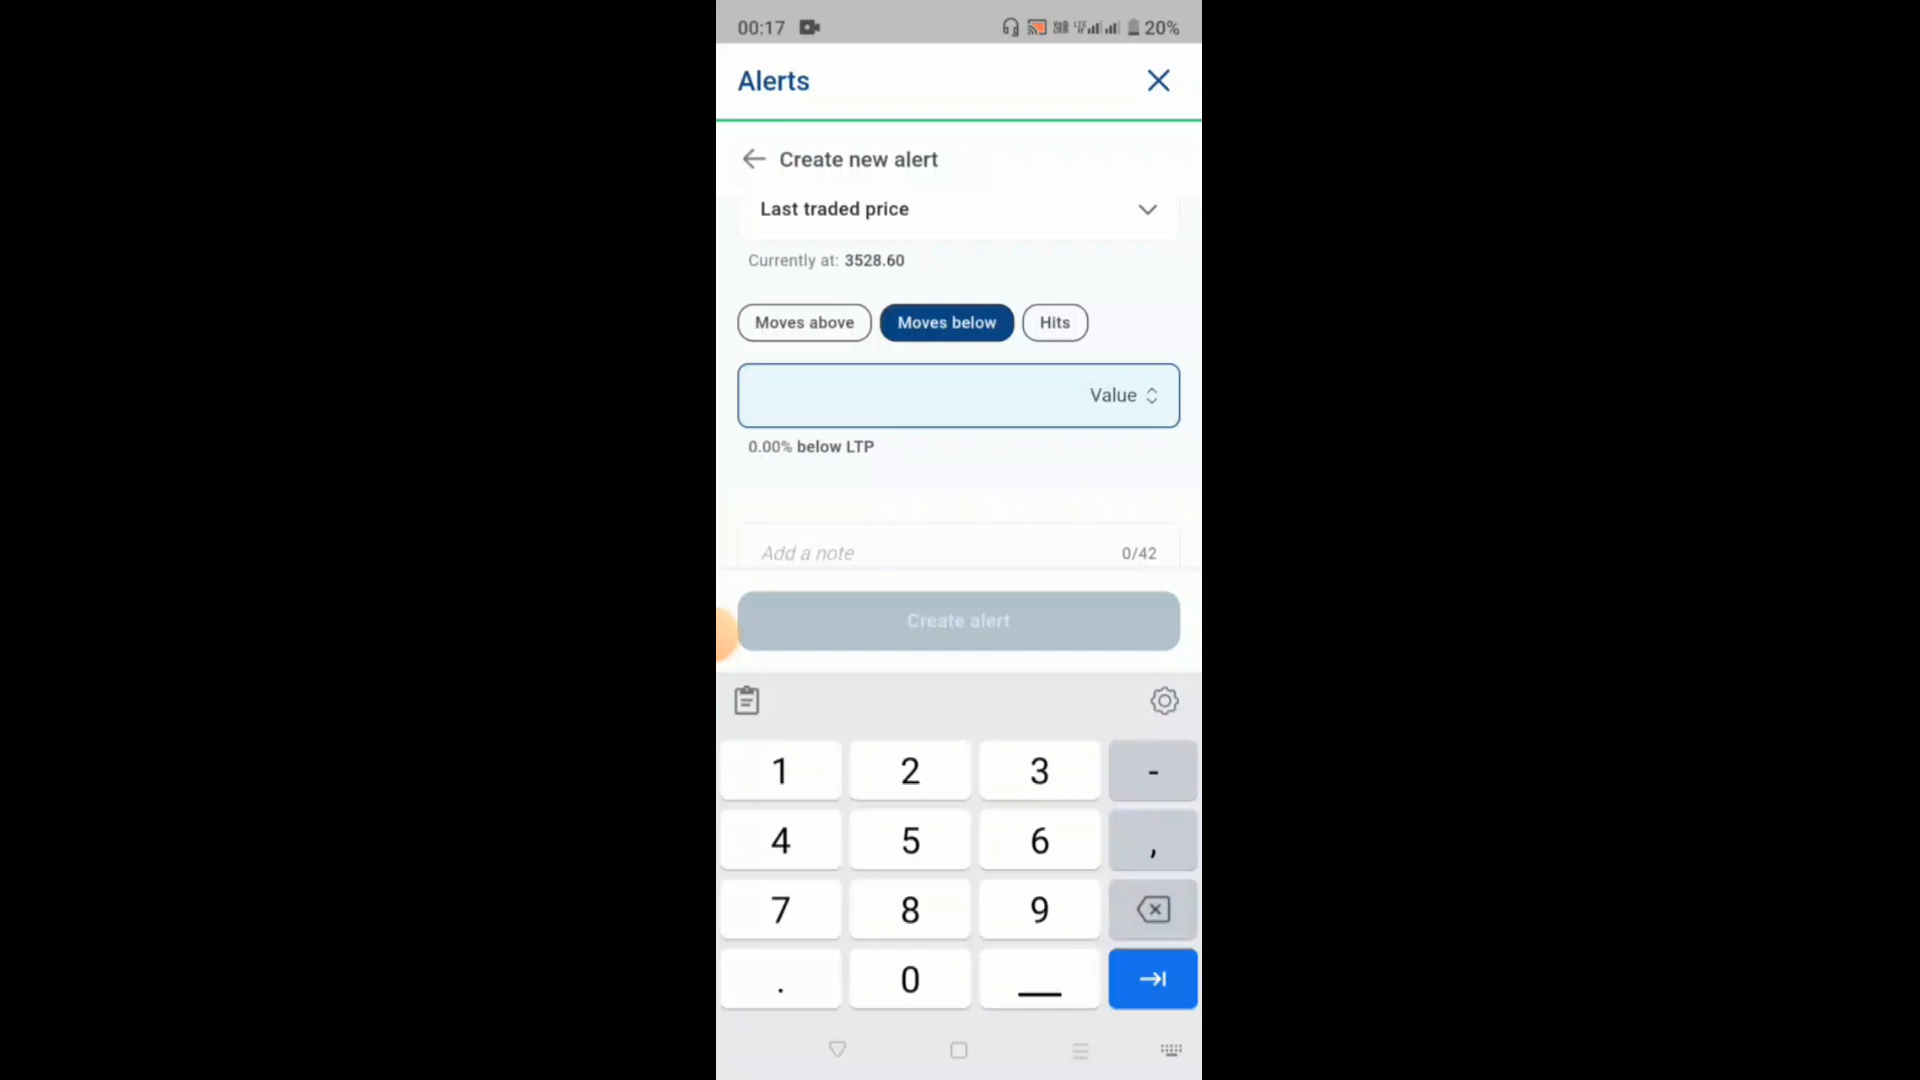 00:17 20%
Alerts
Create new alert
Last traded price
Currently at: 3528.60
Moves above Moves below Hits
Value
0.00% below LTP
Add a note 0/42
Create alert
1 2 3 -
4 5 6 ,
7 8 9
. 0